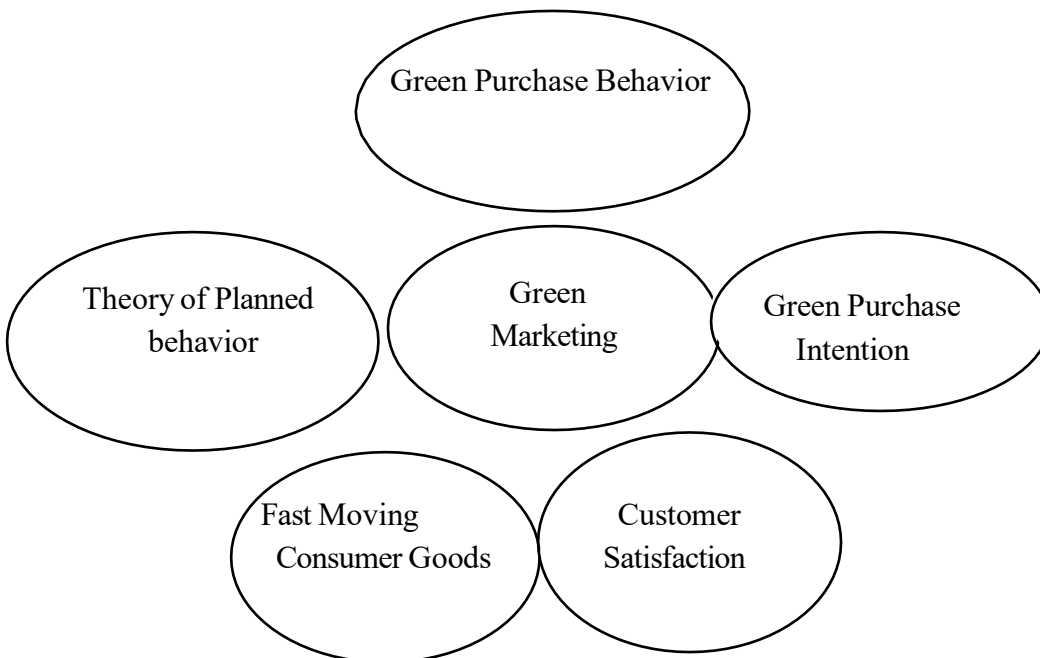 Green Purchase Behavior
Theory of Planned
behavior
Green
Marketing
Green Purchase
Intention
Fast Moving
Consumer Goods
Customer
Satisfaction